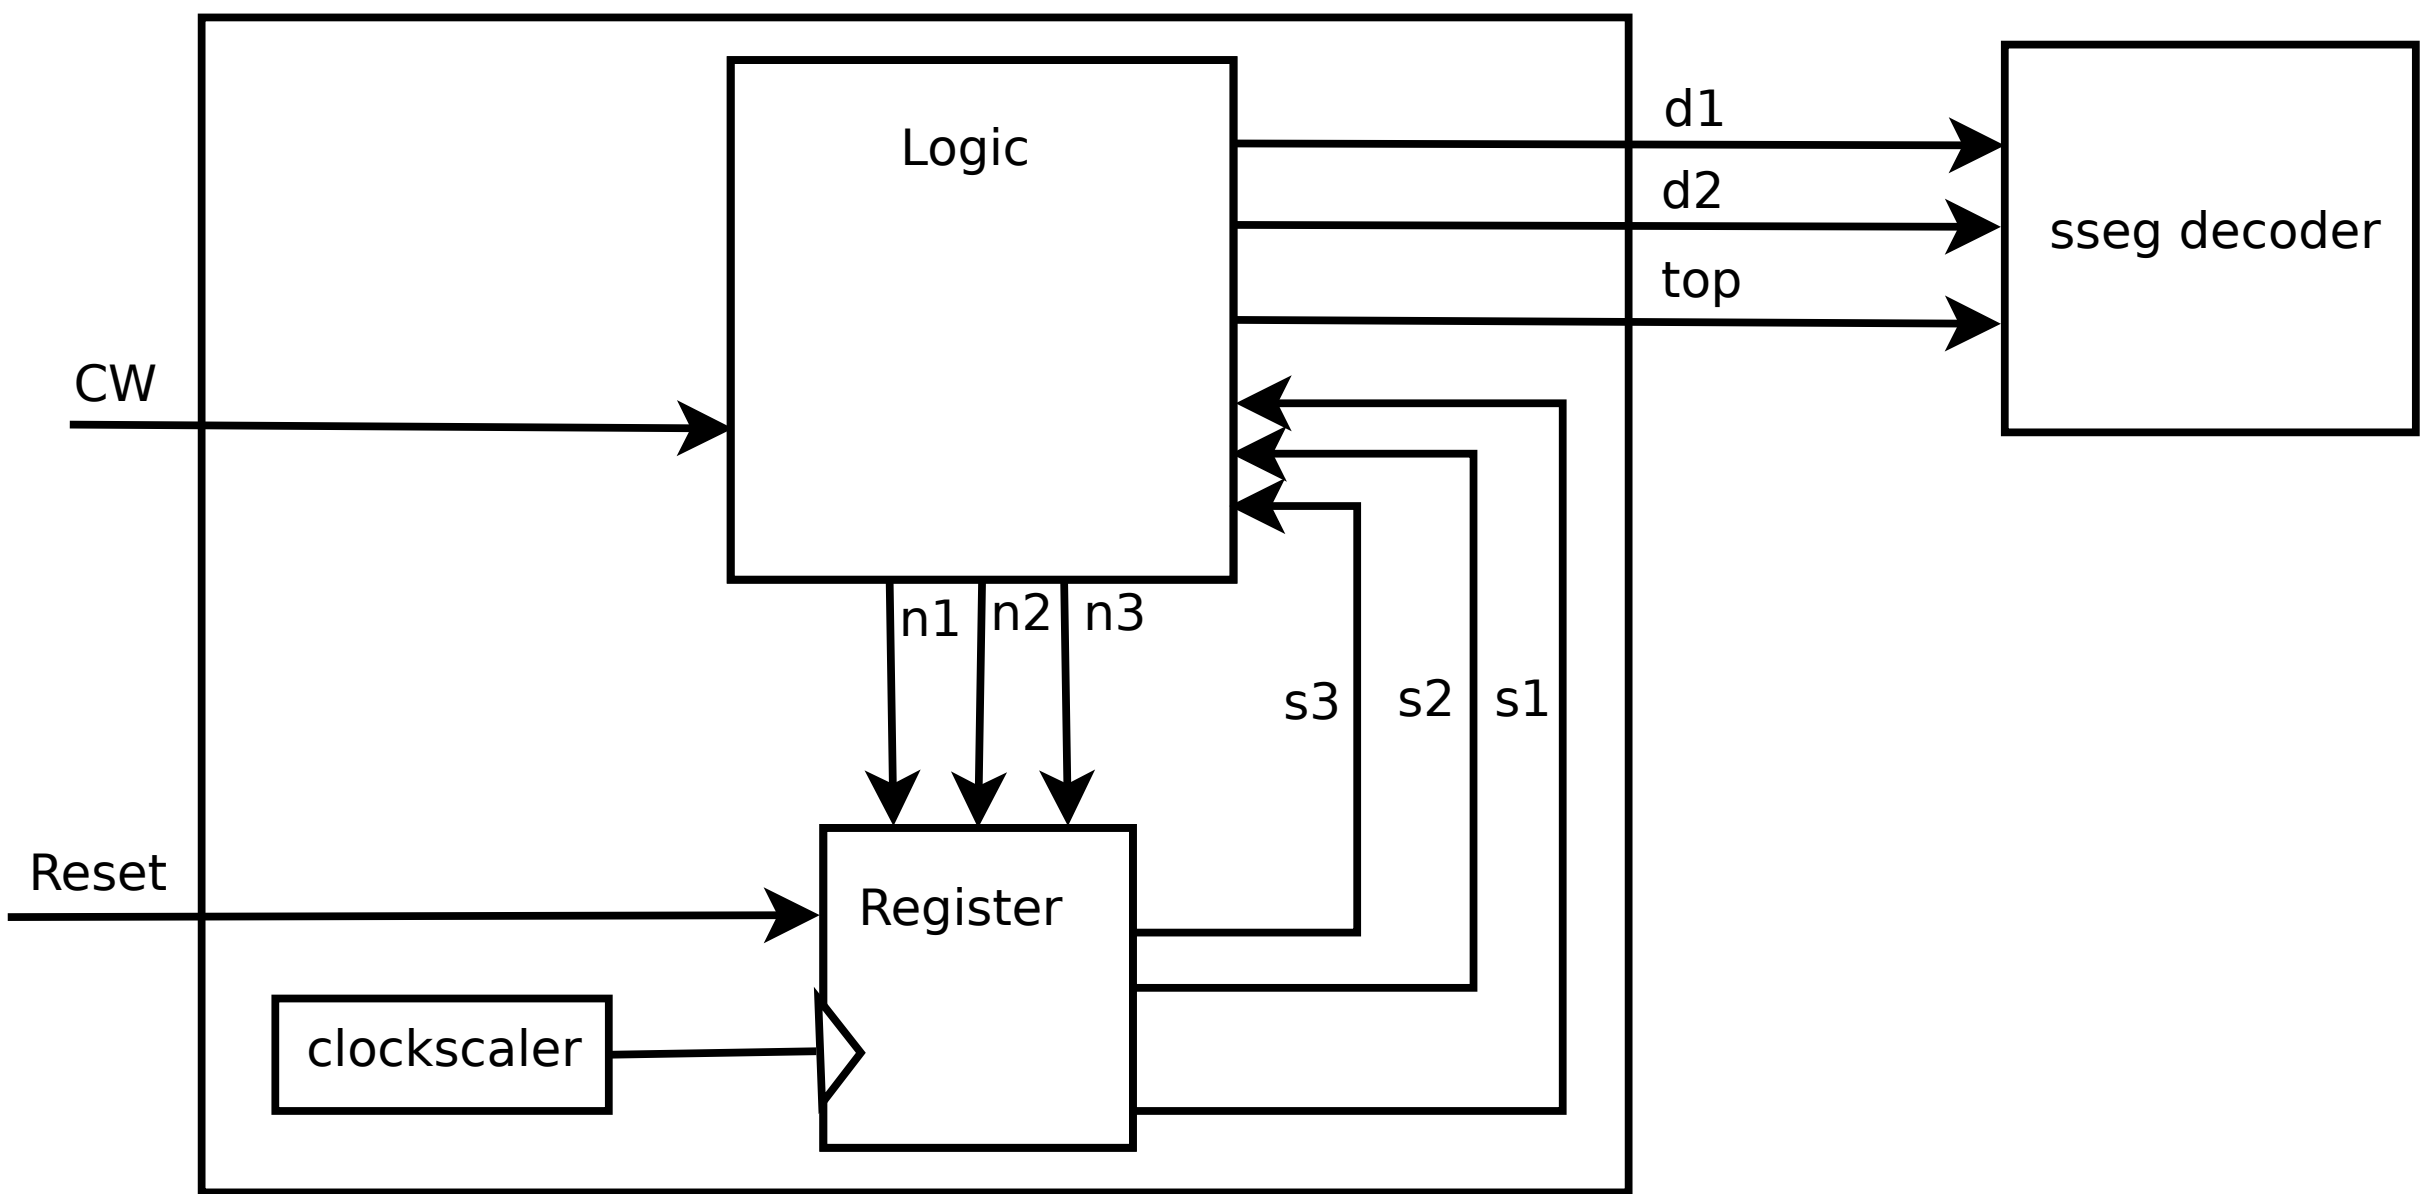 Logic
d1
d2
sseg decoder
top
CW
n1
n2
n3
s3
s2
s1
Reset
Register
clockscaler